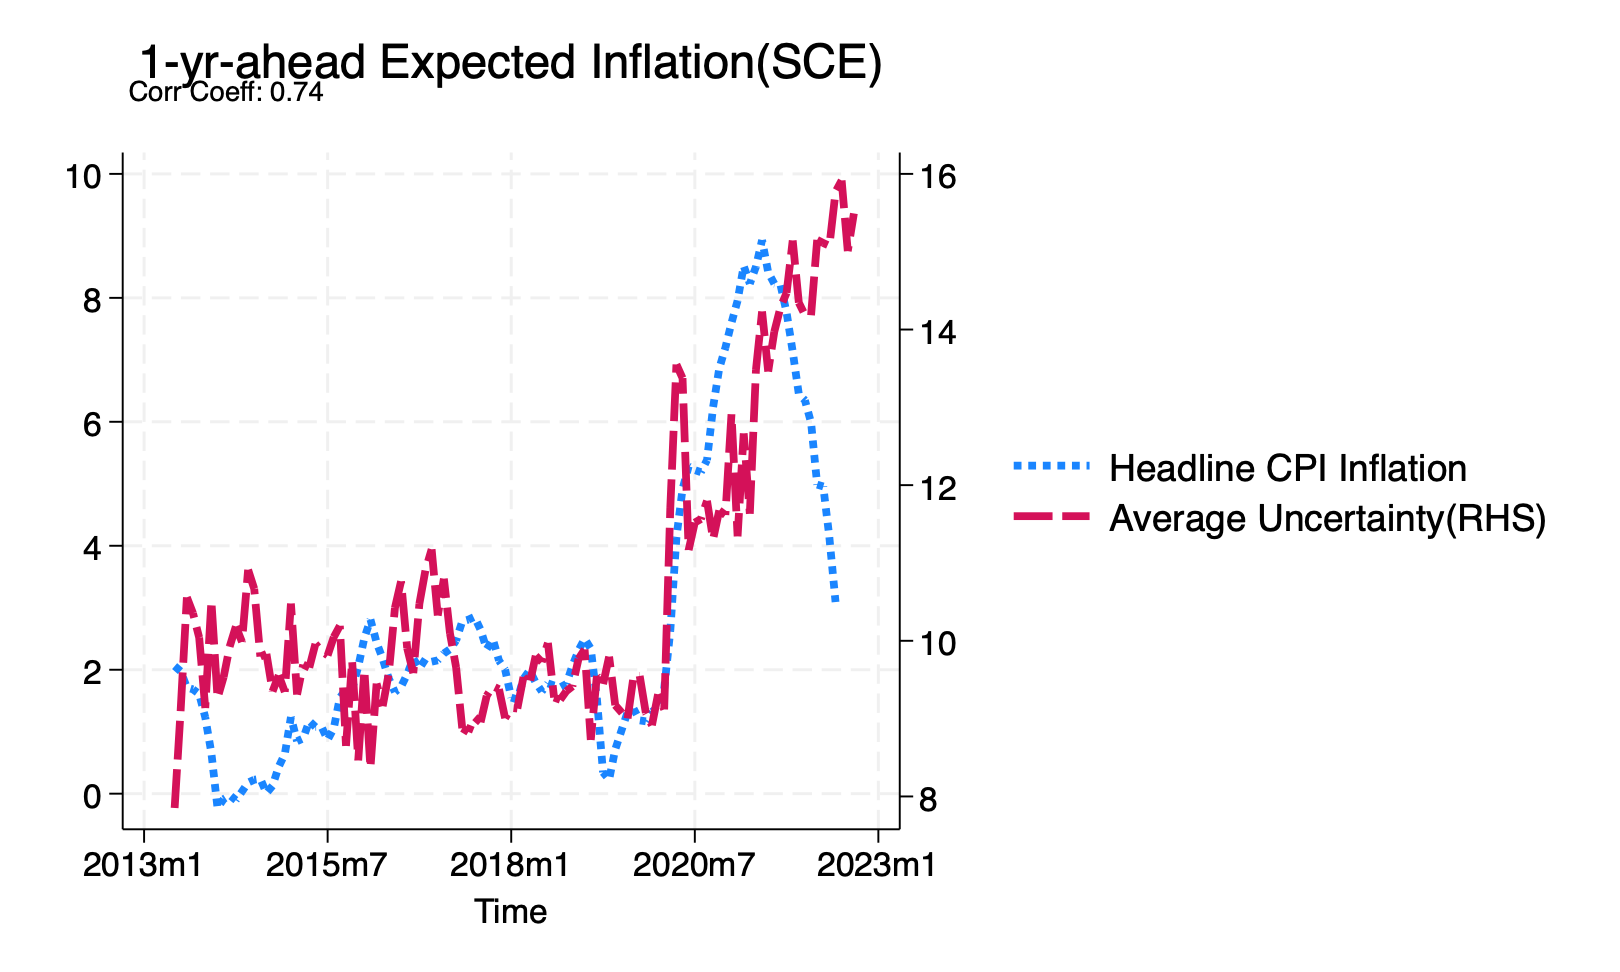 1-yr-ahead Expected Inflation(SCE)
Corr Coeff: 0.74
10
8
6
4
2
0
16
14
12
10
8
2013m1 2015m7 2018m1 2020m7 2023m1
Time
Headline CPI Inflation
Average Uncertainty(RHS)